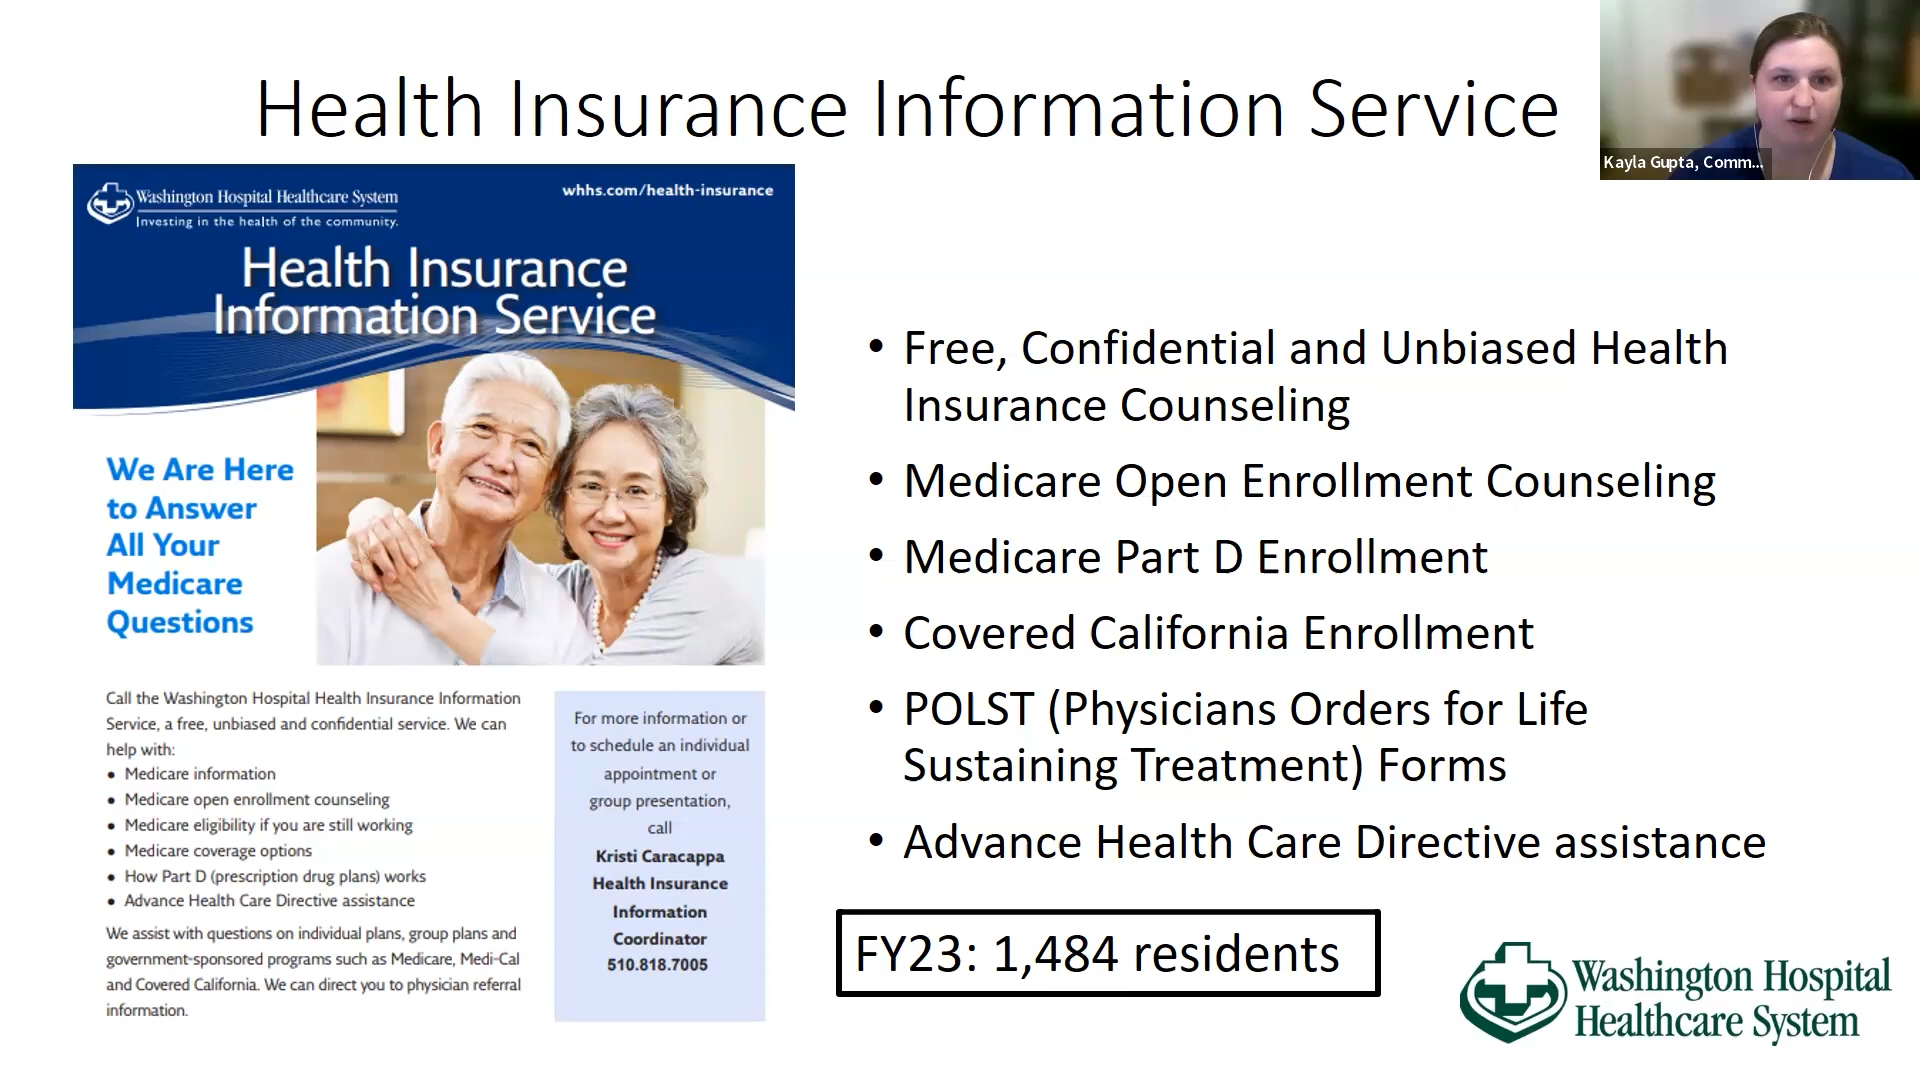 Health Insurance Information Service
Kayla Gupta, Comm...
Washington Hospital Healthcare System
Investing in the health of the community.
whhs.com/health-insurance
Health Insurance
Information Service
We Are Here
to Answer
All Your
Medicare
Questions
Call the Washington Hospital Health Insurance Information
Service, a free, unbiased and confidential service. We can
help with:
• Medicare information
• Medicare open enrollment counseling
• Medicare eligibility if you are still working
• Medicare coverage options
• How Part D (prescription drug plans) works
• Advance Health Care Directive assistance
We assist with questions on individual plans, group plans and
government-sponsored programs such as Medicare, Medi-Cal
and Covered California. We can direct you to physician referral
information.
For more information or
to schedule an individual
appointment or
group presentation,
call
Kristi Caracappa
Health Insurance
Information
Coordinator
510.818.7005
• Free, Confidential and Unbiased Health
Insurance Counseling
• Medicare Open Enrollment Counseling
• Medicare Part D Enrollment
• Covered California Enrollment
• POLST (Physicians Orders for Life
Sustaining Treatment) Forms
• Advance Health Care Directive assistance
FY23: 1,484 residents
Washington Hospital
Healthcare System